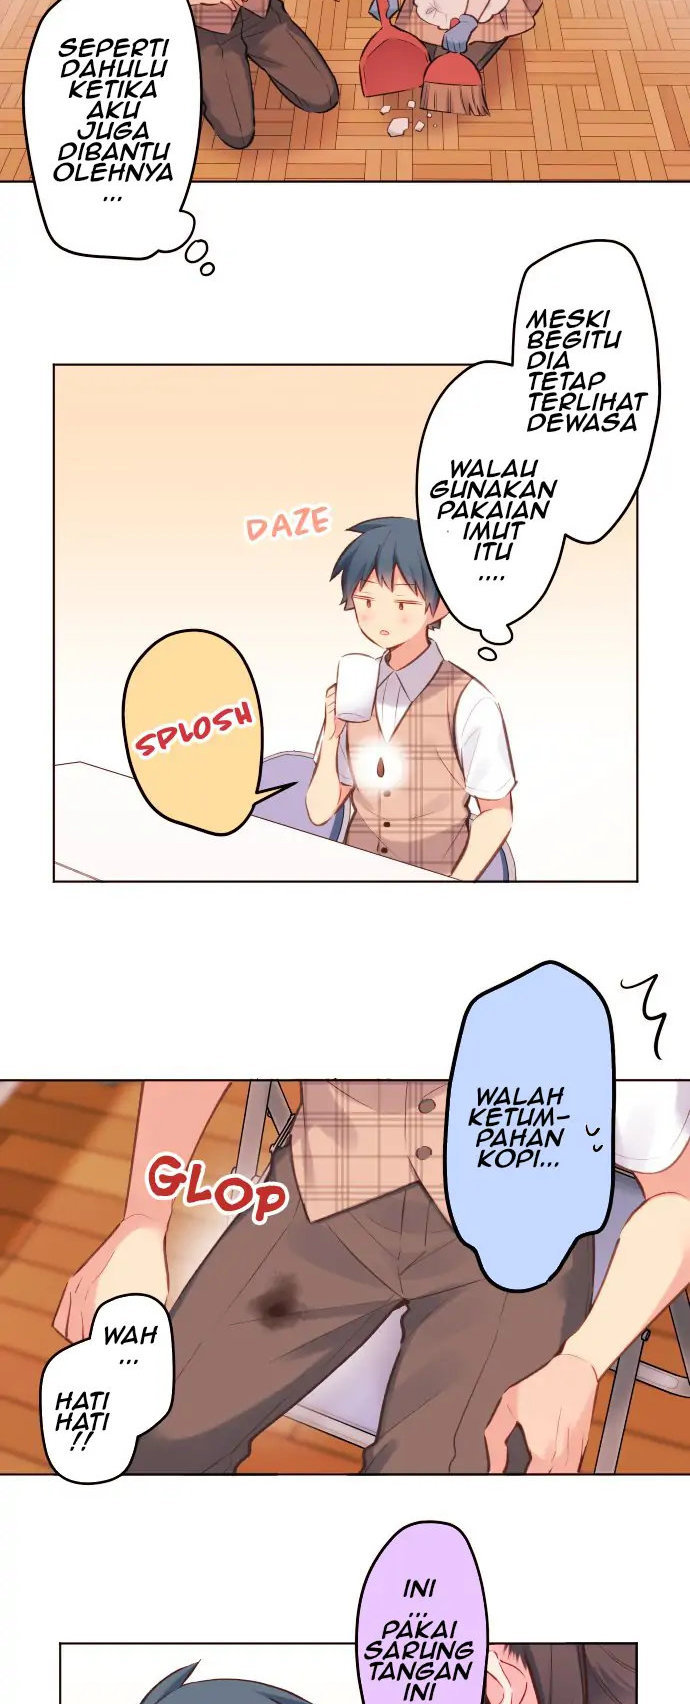 SEPERTI
DAHULU
KETIKA
AKU
JUGA
DIBANTU
OLEHNYA
...
MESKI
BEGITU
DIA
TETAP
TERLIHAT
DEWASA
WALAU
GUNAKAN
PAKAIAN
IMUT
ITU
....
DAZE
SPLOSH
WALAH
KETUM-
PAHAN
KOPI...
GLOP
WAH
...
HATI
HATI
!!
INI
...
PAKAI
SARUNG
TANGAN
INI